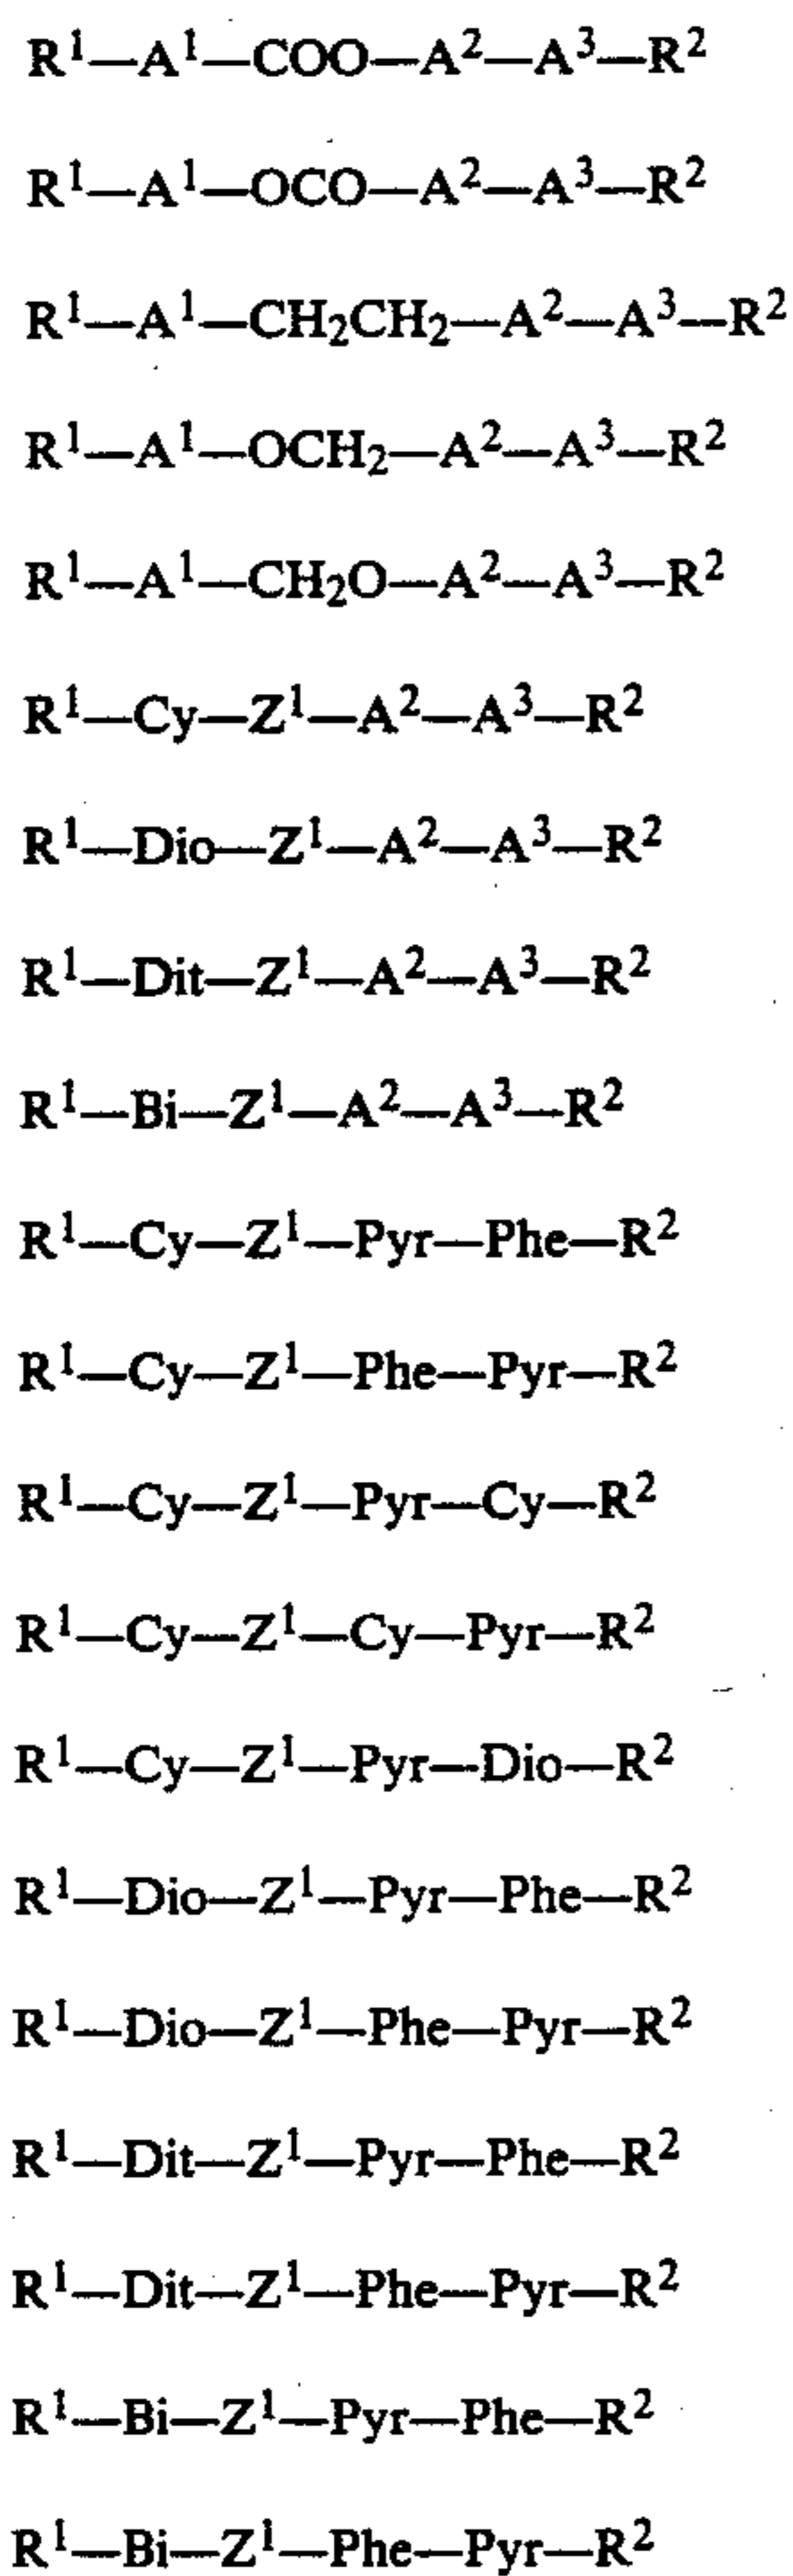 R¹—A¹—COO—A²—A³—R²
R¹—A¹—OCO—A²—A³—R²
R¹—A¹—CH₂CH₂—A²—A³—R²
R¹—A¹—OCH₂—A²—A³—R²
R¹—A¹—CH₂O—A²—A³—R²
R¹—Cy—Z¹—A²—A³—R²
R¹—Dio—Z¹—A²—A³—R²
R¹—Dit—Z¹—A²—A³—R²
R¹—Bi—Z¹—A²—A³—R²
R¹—Cy—Z¹—Pyr—Phe—R²
R¹—Cy—Z¹—Phe—Pyr—R²
R¹—Cy—Z¹—Pyr—Cy—R²
R¹—Cy—Z¹—Cy—Pyr—R²
R¹—Cy—Z¹—Pyr—Dio—R²
R¹—Dio—Z¹—Pyr—Phe—R²
R¹—Dio—Z¹—Phe—Pyr—R²
R¹—Dit—Z¹—Pyr—Phe—R²
R¹—Dit—Z¹—Phe—Pyr—R²
R¹—Bi—Z¹—Pyr—Phe—R²
R¹—Bi—Z¹—Phe—Pyr—R²